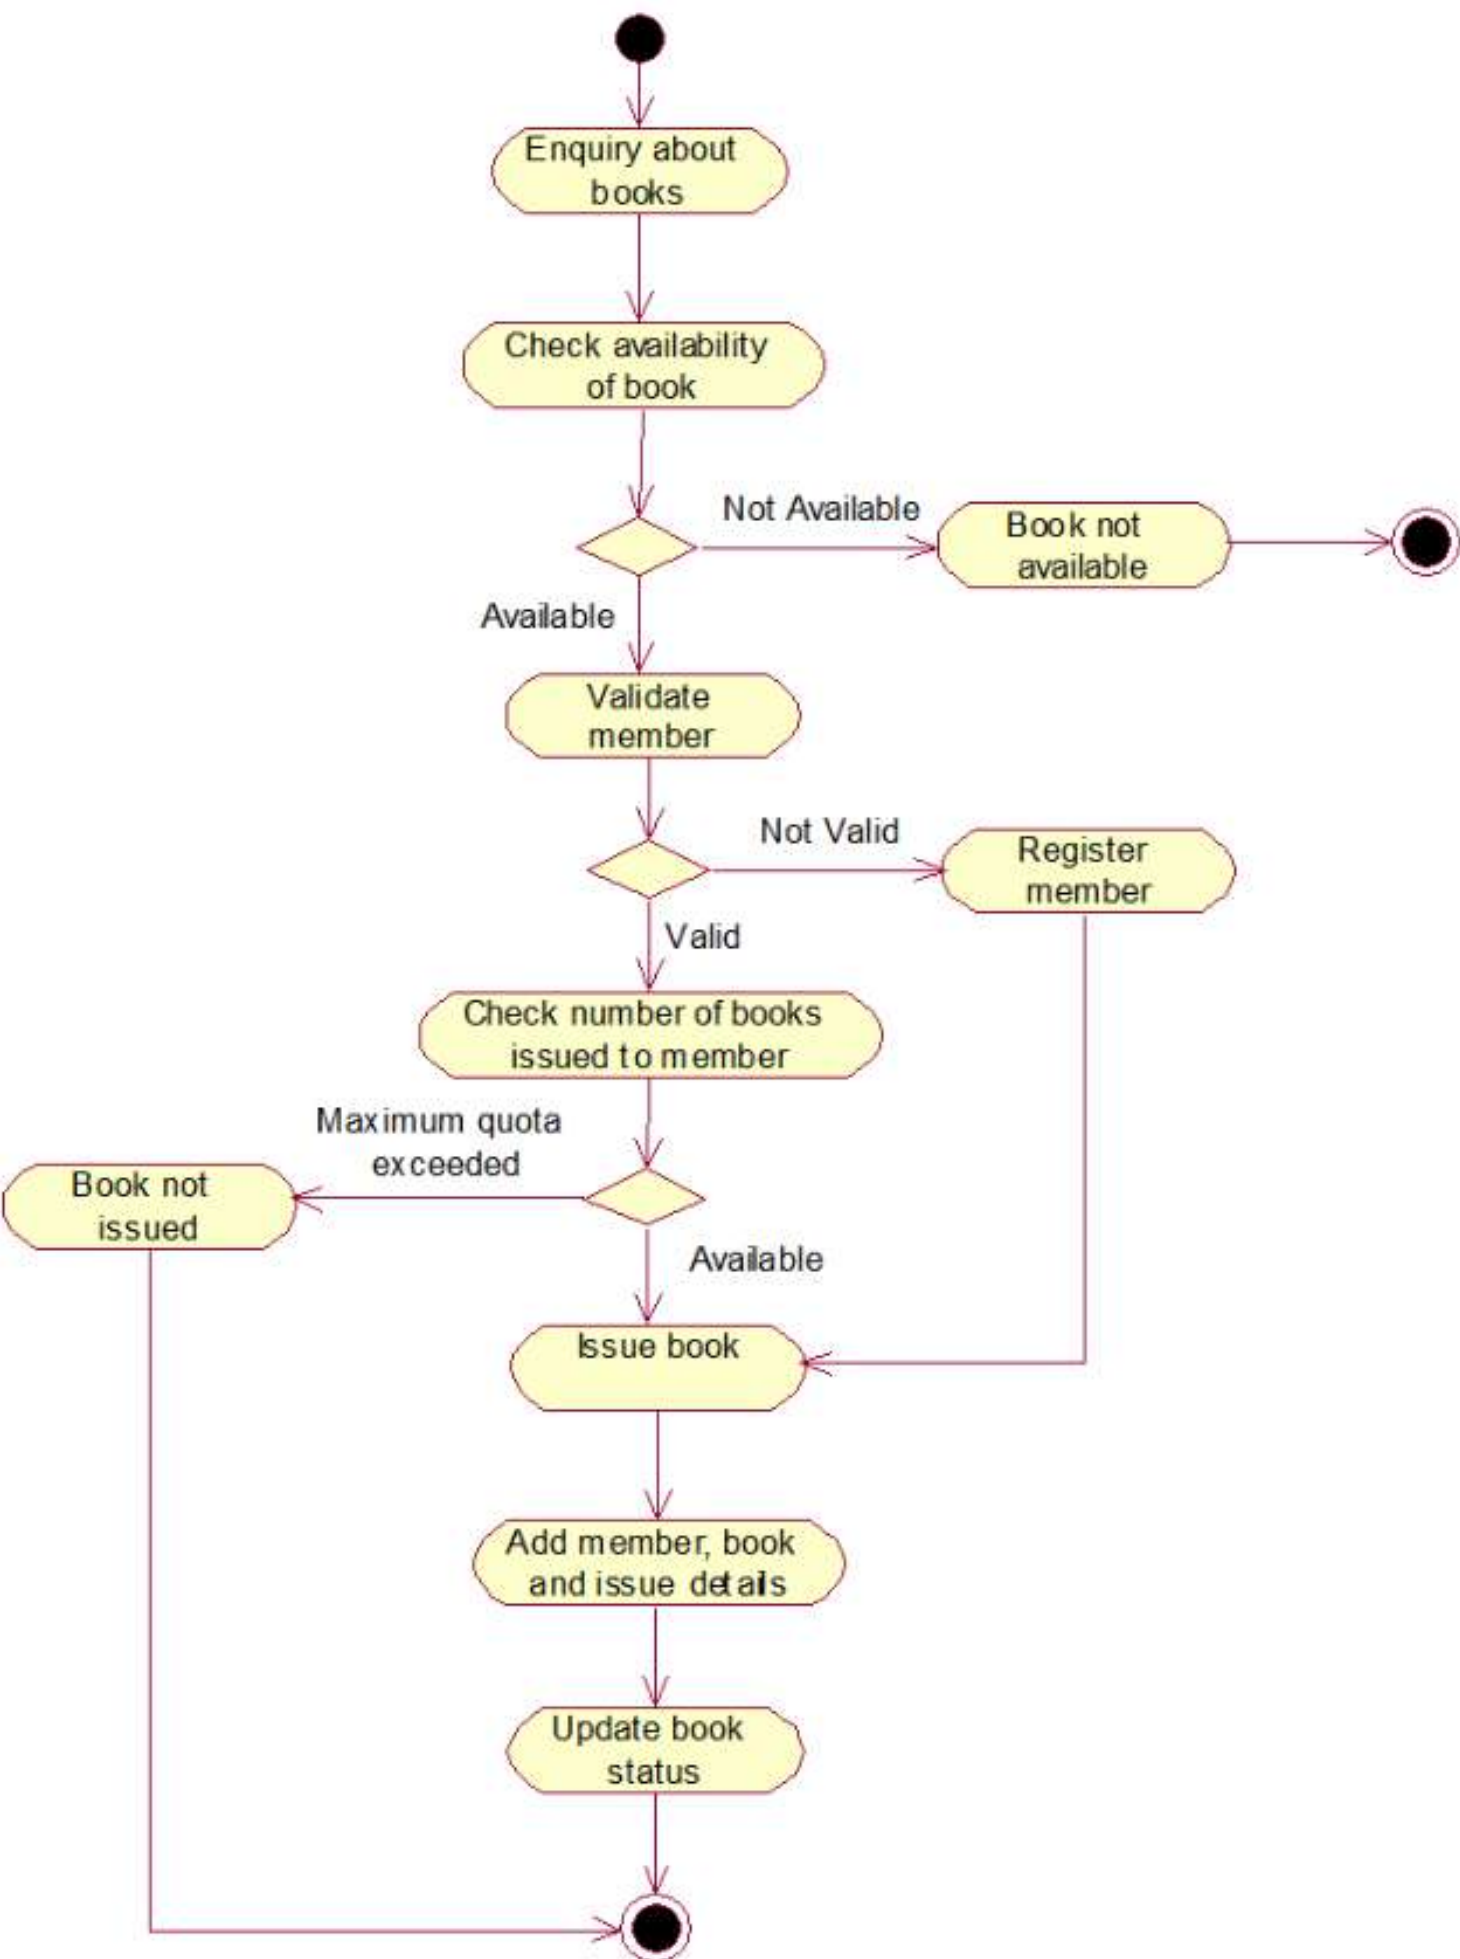 Enquiry about
books
Check availability
of book
Not Available
Book not
available
Available
Validate
member
Not Valid
Register
member
Valid
Check number of books
issued to member
Maximum quota
exceeded
Book not
issued
Available
Issue book
Add member, book
and issue details
Update book
status